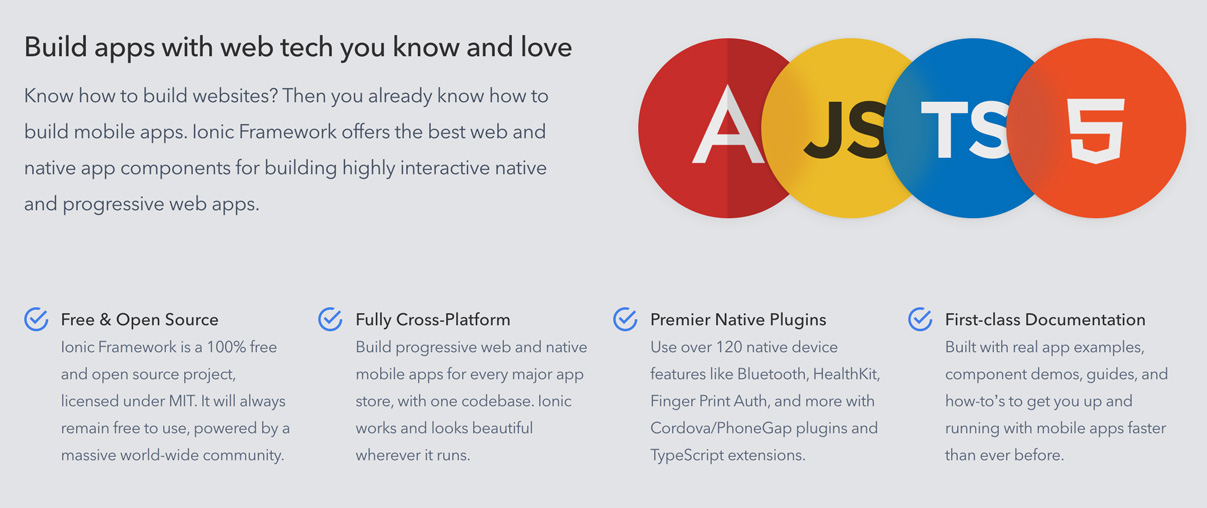 Build apps with web tech you know and love
Know how to build websites? Then you already know how to
build mobile apps. Ionic Framework offers the best web and
native app components for building highly interactive native
and progressive web apps.
A
JS
TS
5
Free & Open Source
Ionic Framework is a 100% free
and open source project,
licensed under MIT. It will always
remain free to use, powered by a
massive world-wide community.
Fully Cross-Platform
Build progressive web and native
mobile apps for every major app
store, with one codebase. Ionic
works and looks beautiful
wherever it runs.
Premier Native Plugins
Use over 120 native device
features like Bluetooth, HealthKit,
Finger Print Auth, and more with
Cordova/PhoneGap plugins and
TypeScript extensions.
First-class Documentation
Built with real app examples,
component demos, guides, and
how-to's to get you up and
running with mobile apps faster
than ever before.